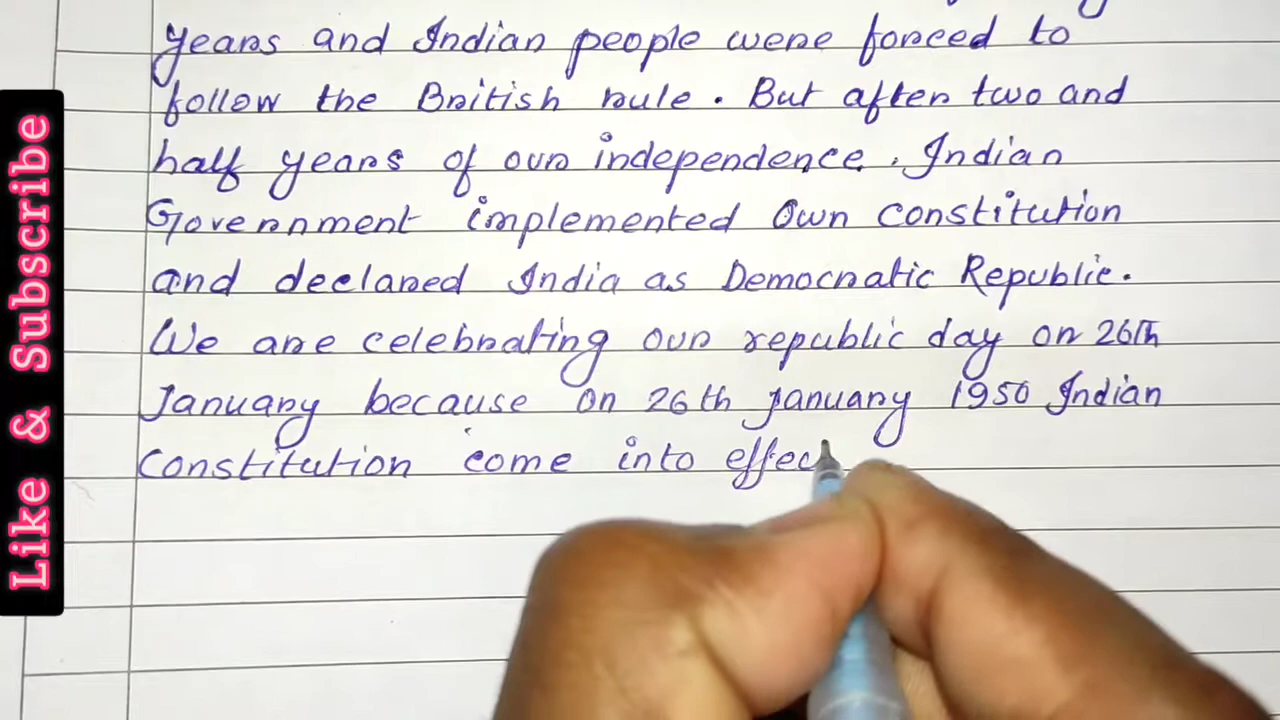 years and Indian people were forced to
follow the British rule. But after two and
half years of our independence. Indian
Government implemented Own constitution
and declared India as Democratic Republic.
We are celebrating our republic day on 26th
January because on 26th january 1950 Indian
Constitution come into effec
Like & Subscribe